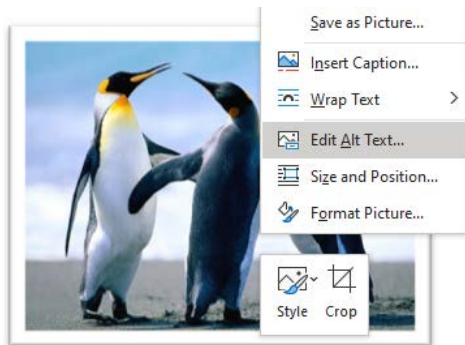 Save as Picture...
Insert Caption...
Wrap Text
Edit Alt Text...
Size and Position...
Format Picture...
Style Crop